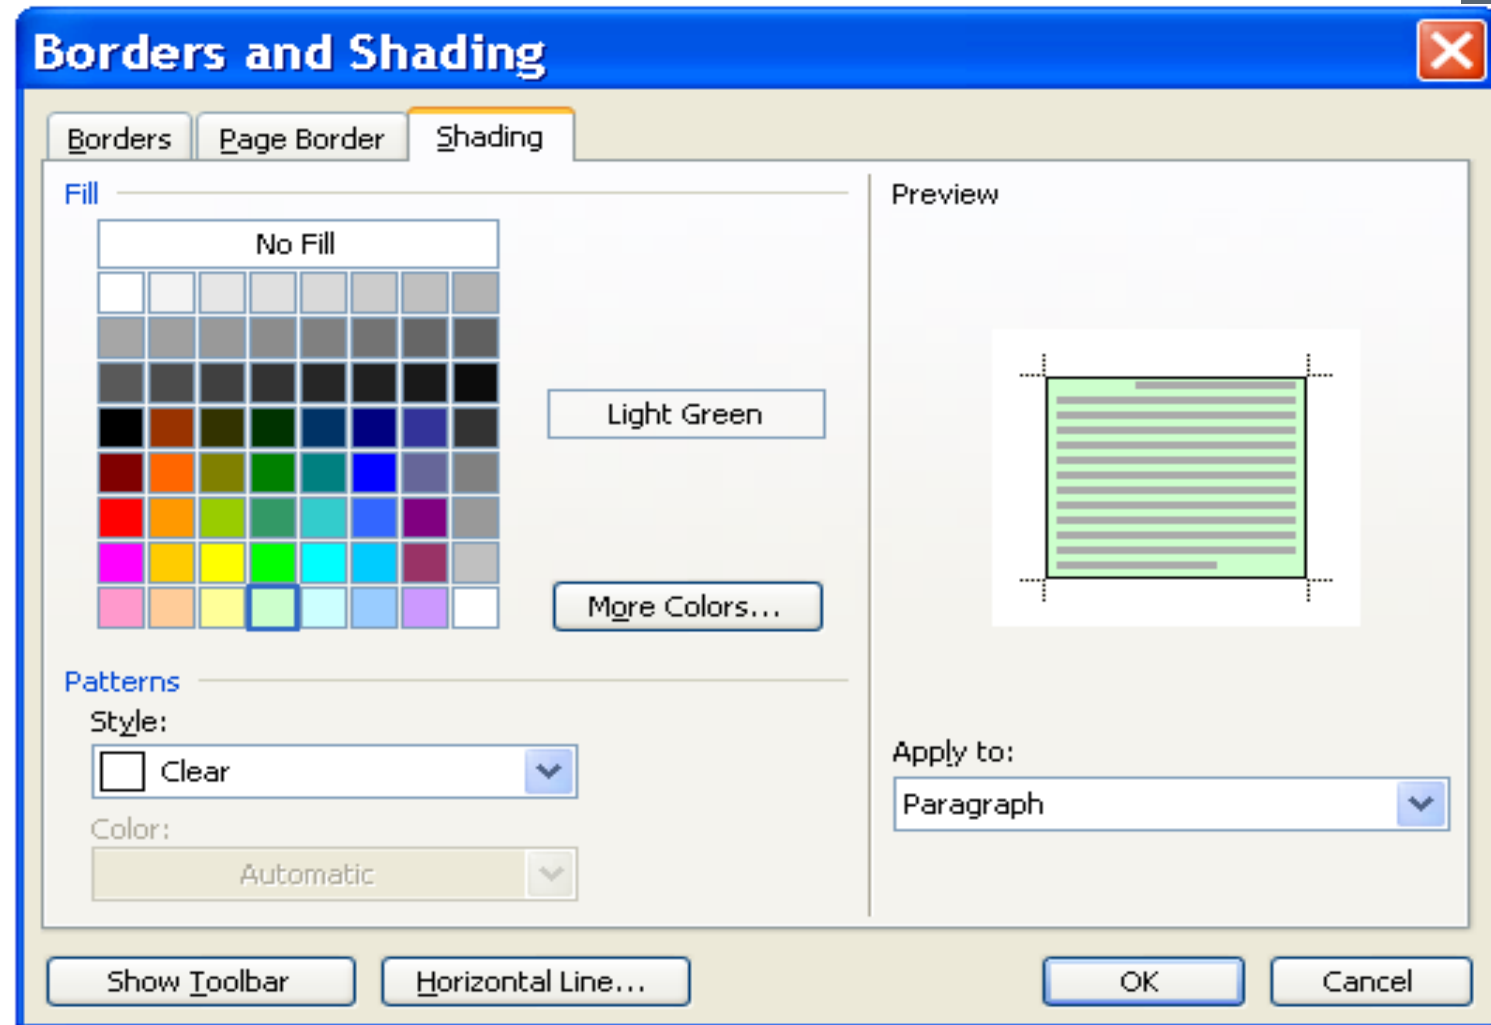 Borders and Shading
Borders
Page Border
Shading
Fill
No Fill
Light Green
More Colors...
Patterns
Style:
Clear
Color:
Automatic
Preview
Apply to:
Paragraph
Show Toolbar
Horizontal Line...
OK
Cancel